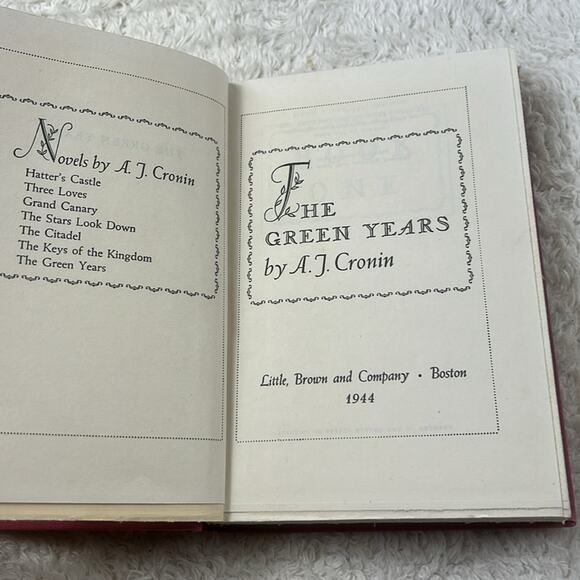 Novels by A. J. Cronin
Hatter's Castle
Three Loves
Grand Canary
The Stars Look Down
The Citadel
The Keys of the Kingdom
The Green Years
THE
GREEN YEARS
by A. J. Cronin
Little, Brown and Company · Boston
1944